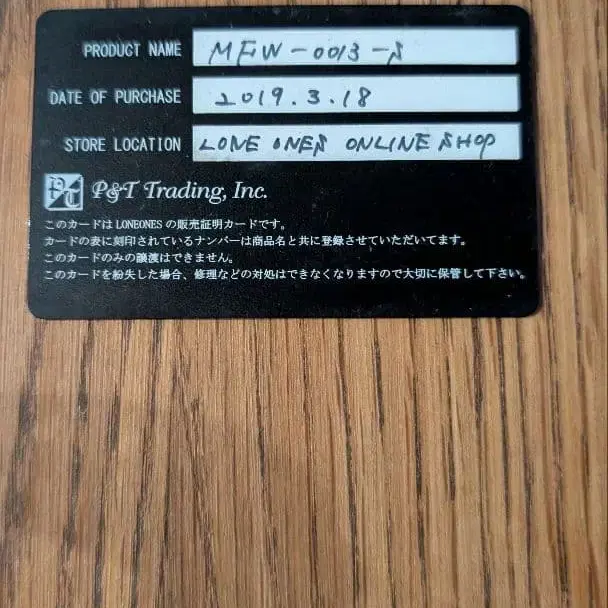 PRODUCT NAME MFW-0013-S
DATE OF PURCHASE 2019.3.18
STORE LOCATION LONE ONES ONLINE SHOP
PT P&T Trading, Inc.
このカードはLONEONESの販売証明カードです。
カードの表に刻印されているナンバーは商品名と共に登録させていただいてます。
このカードのみの譲渡はできません。
このカードを紛失した場合、修理などの対処はできなくなりますので大切に保管して下さい。